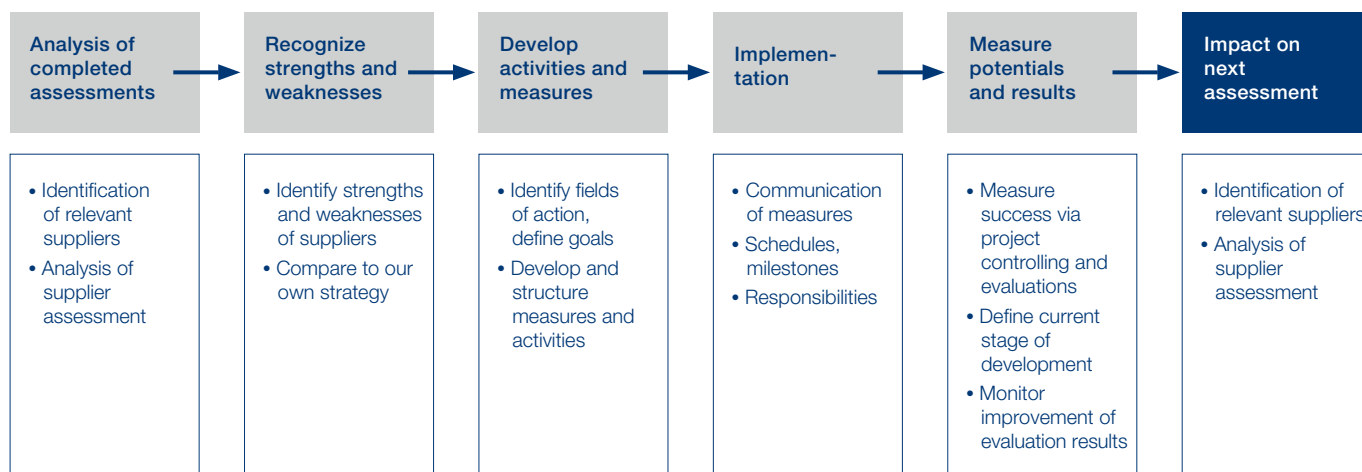 Analysis of
completed
assessments
Recognize
strengths and
weaknesses
Develop
activities and
measures
Implemen-
tation
Measure
potentials
and results
Impact on
next
assessment
• Identification
of relevant
suppliers
• Analysis of
supplier
assessment
• Identify strengths
and weaknesses
of suppliers
• Compare to our
own strategy
• Identify fields
of action,
define goals
• Develop and
structure
measures and
activities
• Communication
of measures
• Schedules,
milestones
• Responsibilities
• Measure
success via
project
controlling and
evaluations
• Define current
stage of
development
• Monitor
improvement of
evaluation results
• Identification of
relevant suppliers
• Analysis of
supplier
assessment